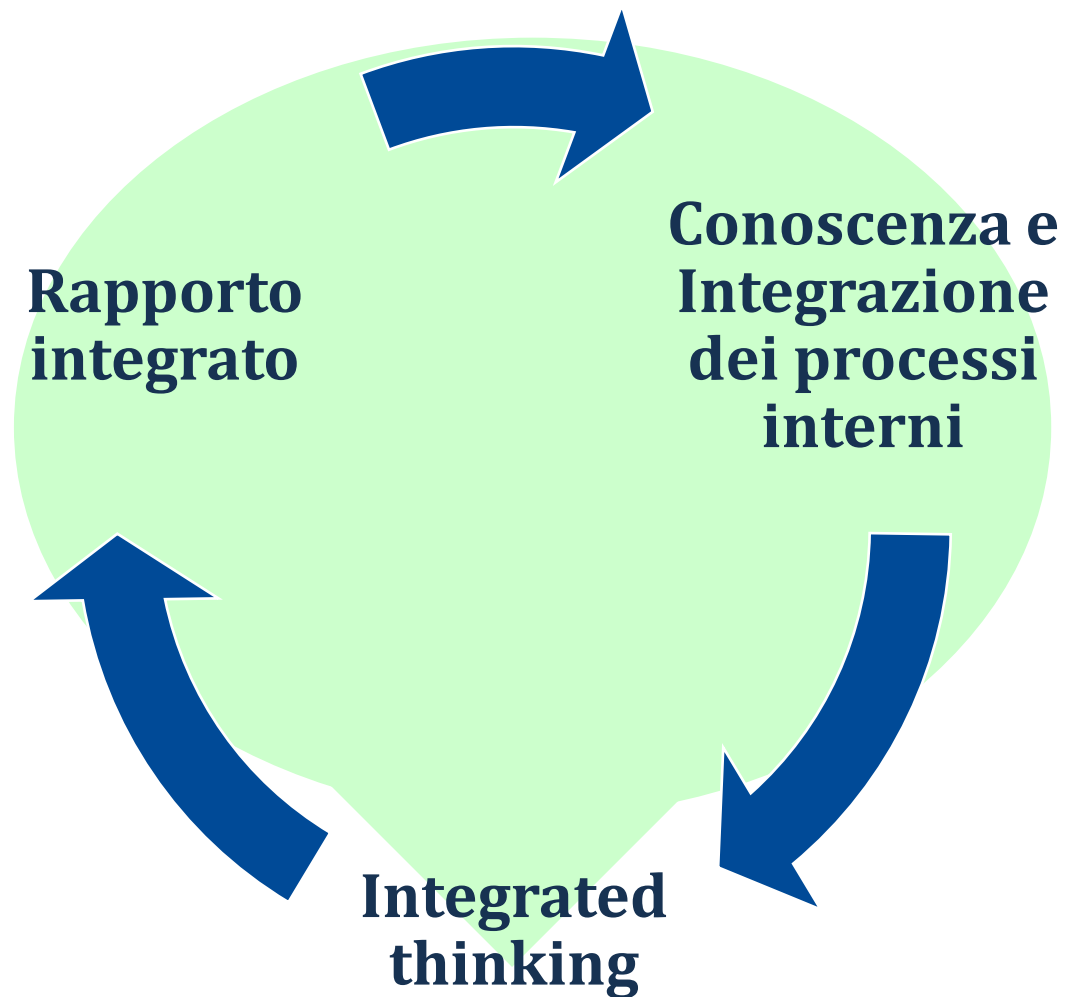 Rapporto
integrato
Conoscenza e
Integrazione
dei processi
interni
Integrated
thinking